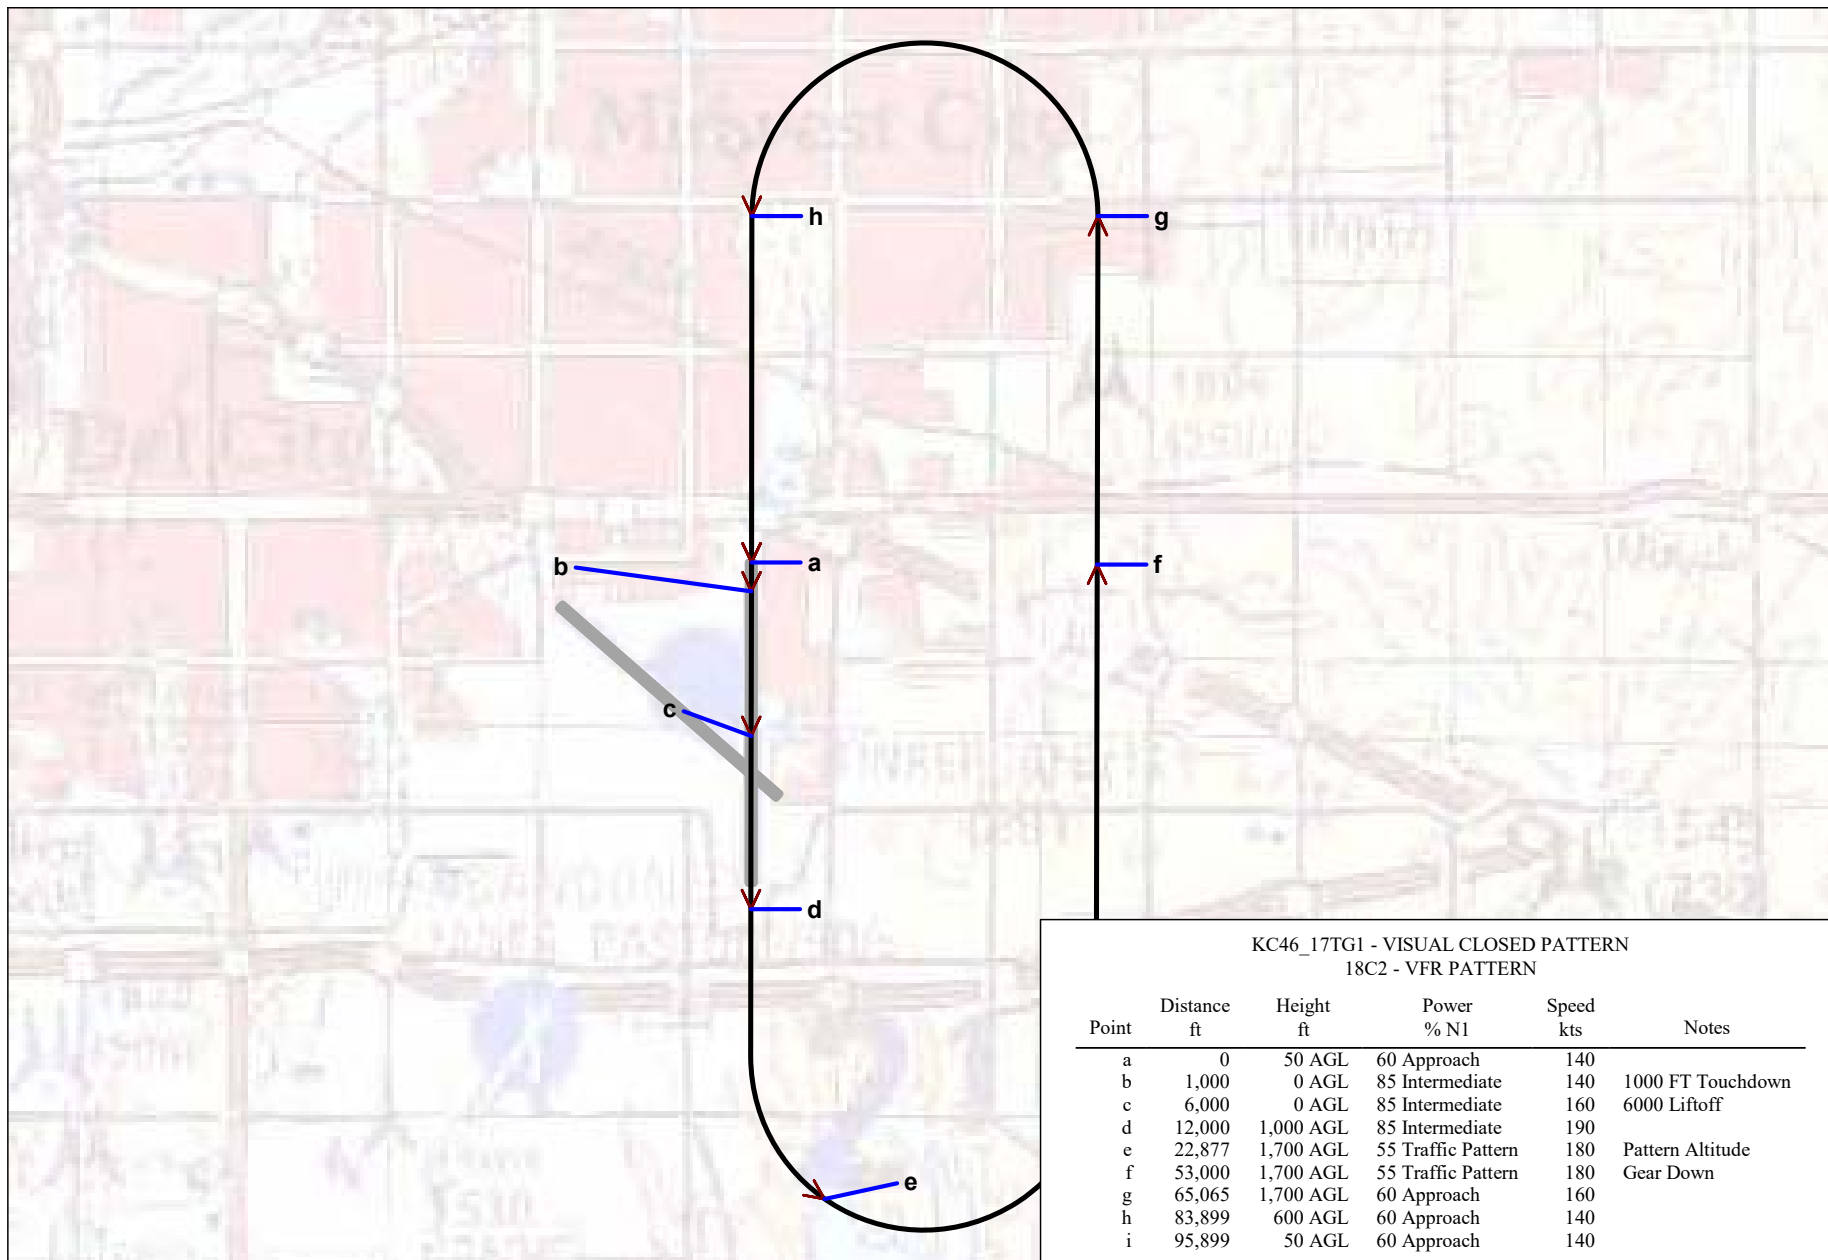 Midwest City
h
g
Del City
a
b
f
c
d
e
KC46_17TG1 - VISUAL CLOSED PATTERN
18C2 - VFR PATTERN
Point Distance ft Height ft Power % N1 Speed kts Notes
a 0 50 AGL 60 Approach 140
b 1,000 0 AGL 85 Intermediate 140 1000 FT Touchdown
c 6,000 0 AGL 85 Intermediate 160 6000 Liftoff
d 12,000 1,000 AGL 85 Intermediate 190
e 22,877 1,700 AGL 55 Traffic Pattern 180 Pattern Altitude
f 53,000 1,700 AGL 55 Traffic Pattern 180 Gear Down
g 65,065 1,700 AGL 60 Approach 160
h 83,899 600 AGL 60 Approach 140
i 95,899 50 AGL 60 Approach 140